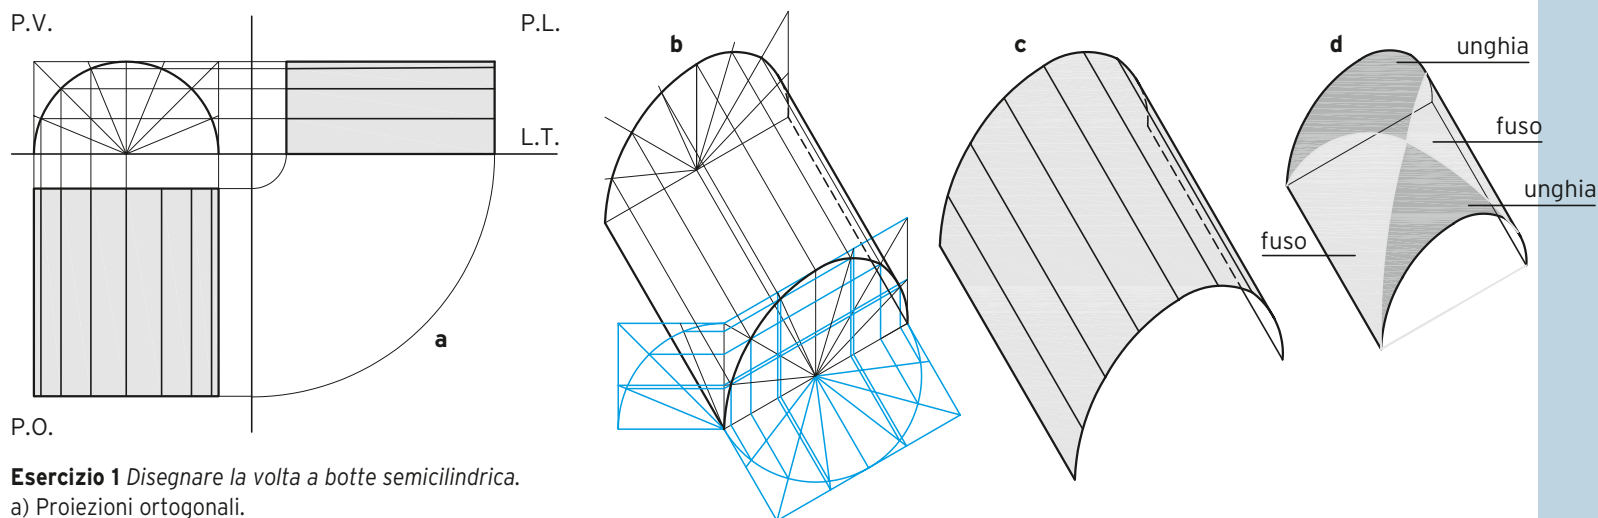 P.V.
P.L.
L.T.
a
P.O.
b
c
d
unghia
fuso
unghia
fuso
Esercizio 1 Disegnare la volta a botte semicilindrica.
a) Proiezioni ortogonali.